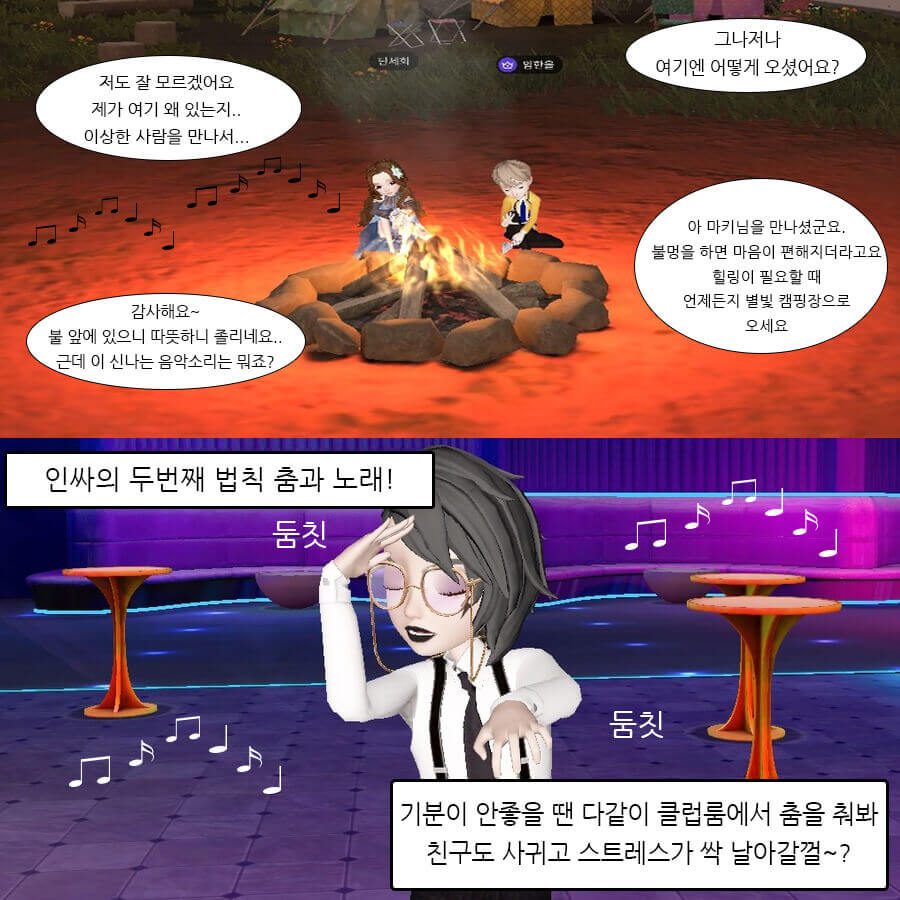 그나저나
여기엔 어떻게 오셨어요?
저도 잘 모르겠어요
제가 여기 왜 있는지..
이상한 사람을 만나서...
아 마키님을 만나셨군요.
불멍을 하면 마음이 편해지더라고요
힐링이 필요할 때
언제든지 별빛 캠핑장으로
오세요
감사해요~
불 앞에 있으니 따뜻하니 졸리네요..
근데 이 신나는 음악소리는 뭐죠?
인싸의 두번째 법칙 춤과 노래!
둠칫
둠칫
기분이 안좋을 땐 다같이 클럽룸에서 춤을 춰봐
친구도 사귀고 스트레스가 싹 날아갈껄~?